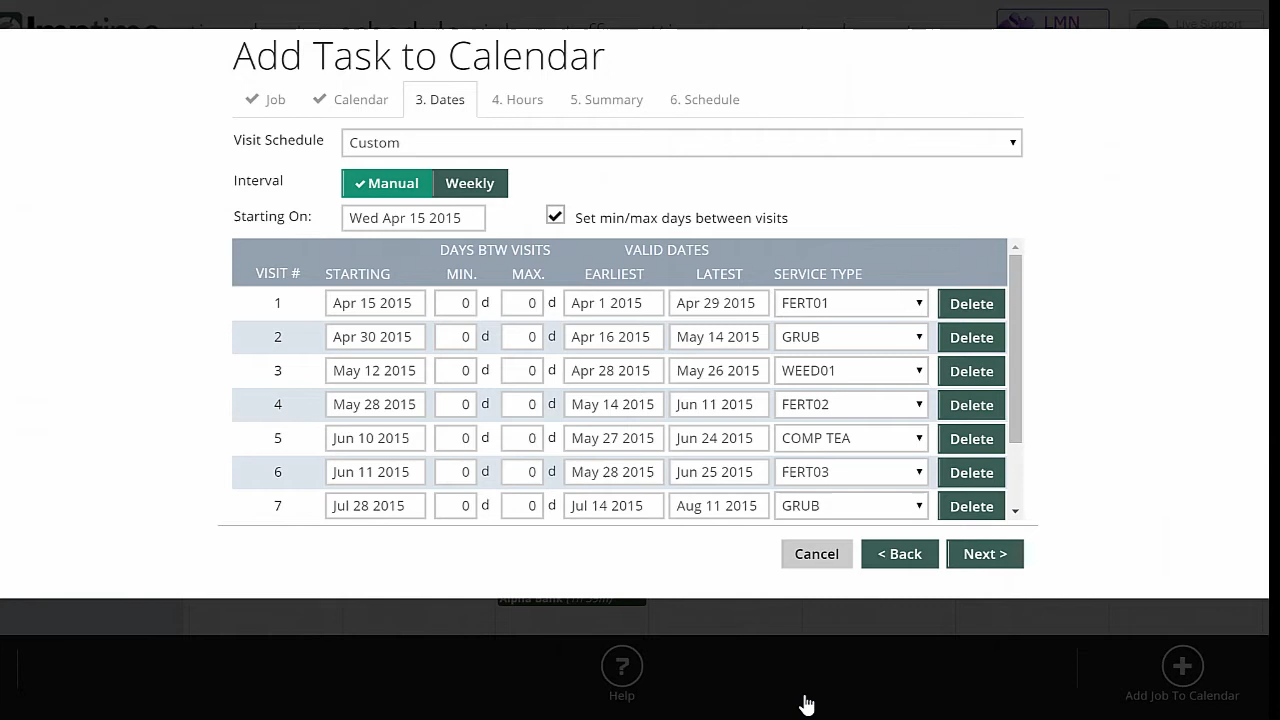 LMN
Live Support
Add Task to Calendar
Job Calendar 3. Dates 4. Hours 5. Summary 6. Schedule
Visit Schedule Custom
Interval Manual Weekly
Starting On: Wed Apr 15 2015 Set min/max days between visits
DAYS BTW VISITS VALID DATES
VISIT # STARTING MIN. MAX. EARLIEST LATEST SERVICE TYPE
1 Apr 15 2015 0 d 0 d Apr 1 2015 Apr 29 2015 FERT01 Delete
2 Apr 30 2015 0 d 0 d Apr 16 2015 May 14 2015 GRUB Delete
3 May 12 2015 0 d 0 d Apr 28 2015 May 26 2015 WEED01 Delete
4 May 28 2015 0 d 0 d May 14 2015 Jun 11 2015 FERT02 Delete
5 Jun 10 2015 0 d 0 d May 27 2015 Jun 24 2015 COMP TEA Delete
6 Jun 11 2015 0 d 0 d May 28 2015 Jun 25 2015 FERT03 Delete
7 Jul 28 2015 0 d 0 d Jul 14 2015 Aug 11 2015 GRUB Delete
Cancel < Back Next >
Alpha Bank
? Help
Add Job To Calendar